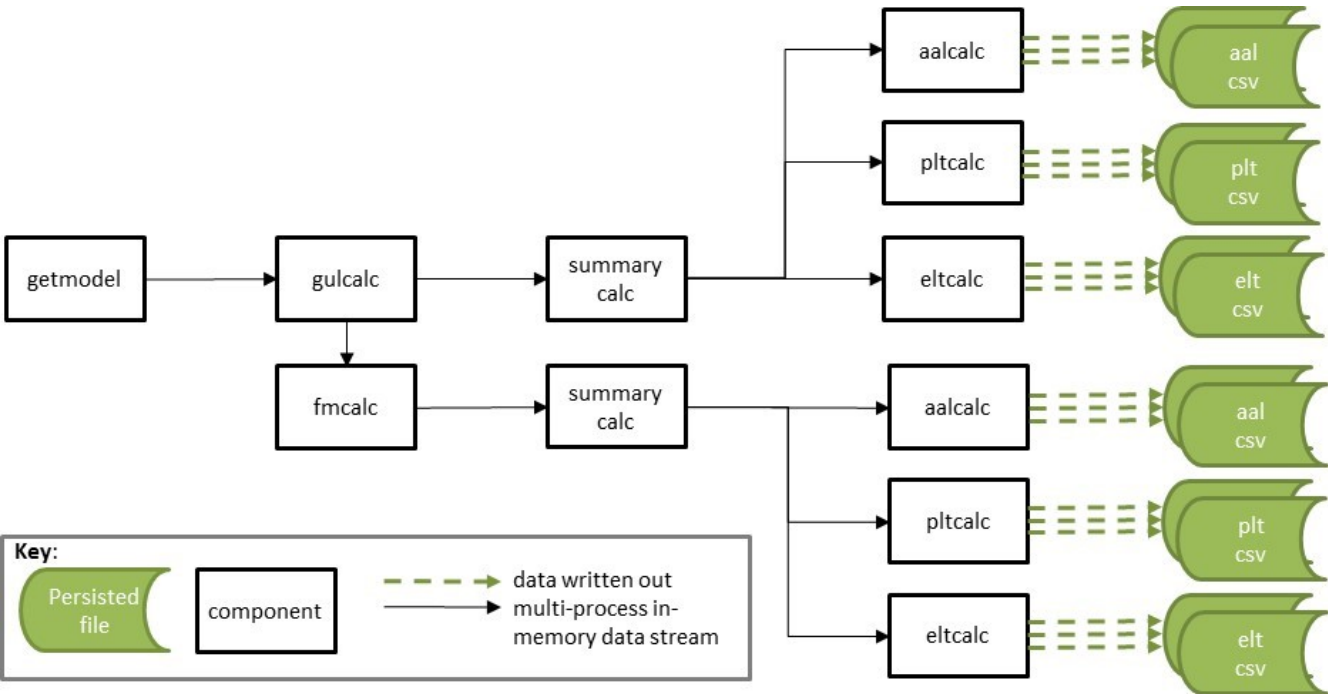 aalcalc
aal
csv
pltcalc
plt
csv
getmodel
gulcalc
summary
calc
eltcalc
elt
csv
fmcalc
summary
calc
aalcalc
aal
csv
pltcalc
plt
csv
eltcalc
elt
csv
Key:
Persisted
file
component
data written out
multi-process in-
memory data stream